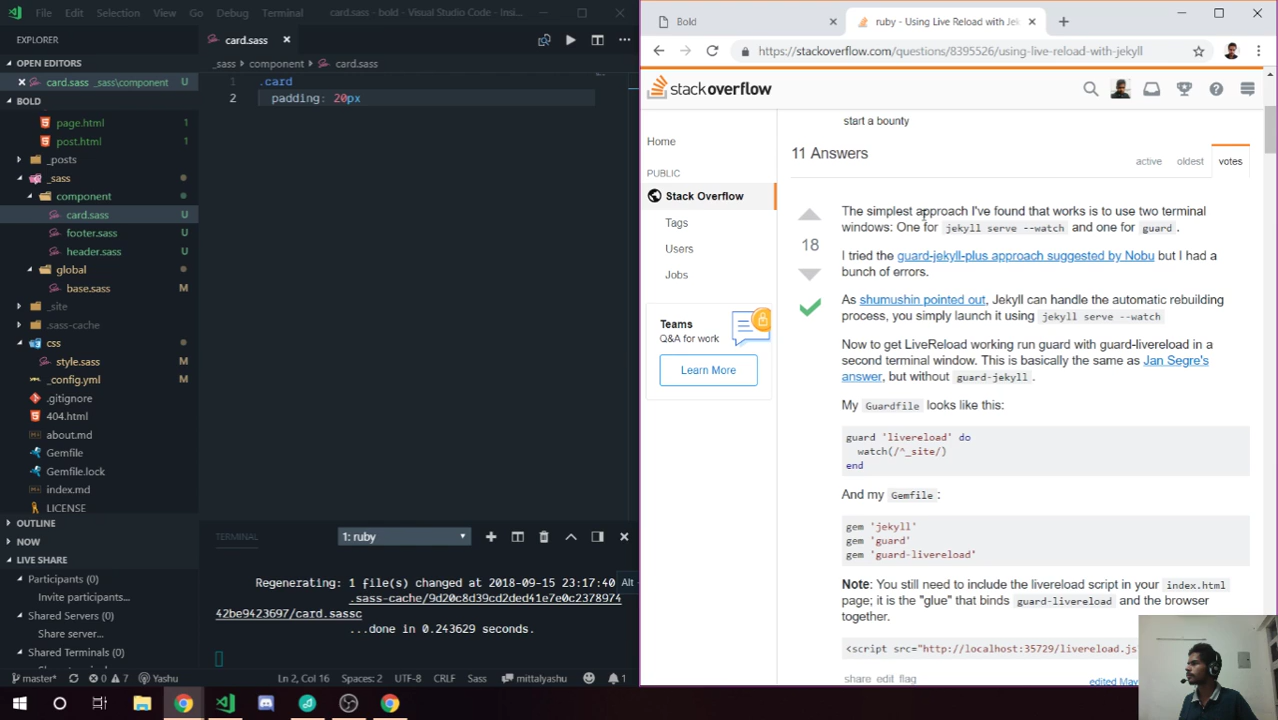 File Edit Selection Debug Terminal
card.sass - bold - Visual Studio Code - Insi...
EXPLORER
OPEN EDITORS
card.sass _sass\component U
BOLD
page.html 1
post.html 1
_posts
_sass
component
card.sass U
footer.sass U
header.sass U
global
base.sass M
_site
.sass-cache
css
style.sass M
_config.yml M
.gitignore
404.html
about.md
Gemfile
Gemfile.lock
index.md
LICENSE
OUTLINE
NOW
LIVE SHARE
Participants (0)
Invite participants...
Shared Servers (0)
Share server...
Shared Terminals (0)
card.sass
_sass component card.sass
1 .card
2 padding: 20px
TERMINAL
1: ruby
Regenerating: 1 file(s) changed at 2018-09-15 23:17:40
Alt
.sass-cache/9d20c8d39cd2ded41e7e0c2378974
42be9423697/card.sassc
...done in 0.243629 seconds.
master* 0 7 Yashu
Ln 2, Col 16 Spaces: 2 UTF-8 CRLF Sass mittalyashu 1
Bold
ruby - Using Live Reload with Jek
https://stackoverflow.com/questions/8395526/using-live-reload-with-jekyll
stackoverflow
Home
PUBLIC
Stack Overflow
Tags
Users
Jobs
Teams
Q&A for work
Learn More
start a bounty
11 Answers
active oldest votes
18
The simplest approach I've found that works is to use two terminal
windows: One for jekyll serve --watch and one for guard .
I tried the guard-jekyll-plus approach suggested by Nobu but I had a
bunch of errors.
As shumushin pointed out, Jekyll can handle the automatic rebuilding
process, you simply launch it using jekyll serve --watch
Now to get LiveReload working run guard with guard-livereload in a
second terminal window. This is basically the same as Jan Segre's
answer, but without guard-jekyll.
My Guardfile looks like this:
guard 'livereload' do
watch(/^_site/)
end
And my Gemfile:
gem 'jekyll'
gem 'guard'
gem 'guard-livereload'
Note: You still need to include the livereload script in your index.html
page; it is the "glue" that binds guard-livereload and the browser
together.
<script src="http://localhost:35729/livereload.js
share edit flag
edited May